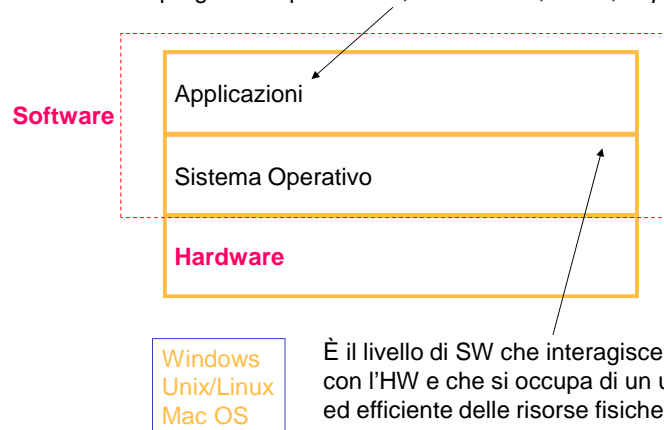 Applicazioni
Software
Sistema Operativo
Hardware
Windows
Unix/Linux
Mac OS
È il livello di SW che interagisce
con l'HW e che si occupa di un
ed efficiente delle risorse fisiche